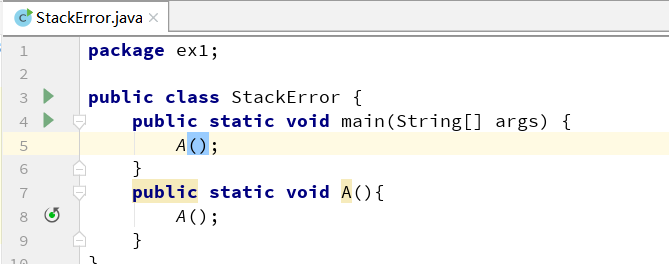 StackError.java
1 package ex1;
2
3 public class StackError {
4 public static void main(String[] args) {
5 A();
6 }
7 public static void A(){
8 A();
9 }
10 }